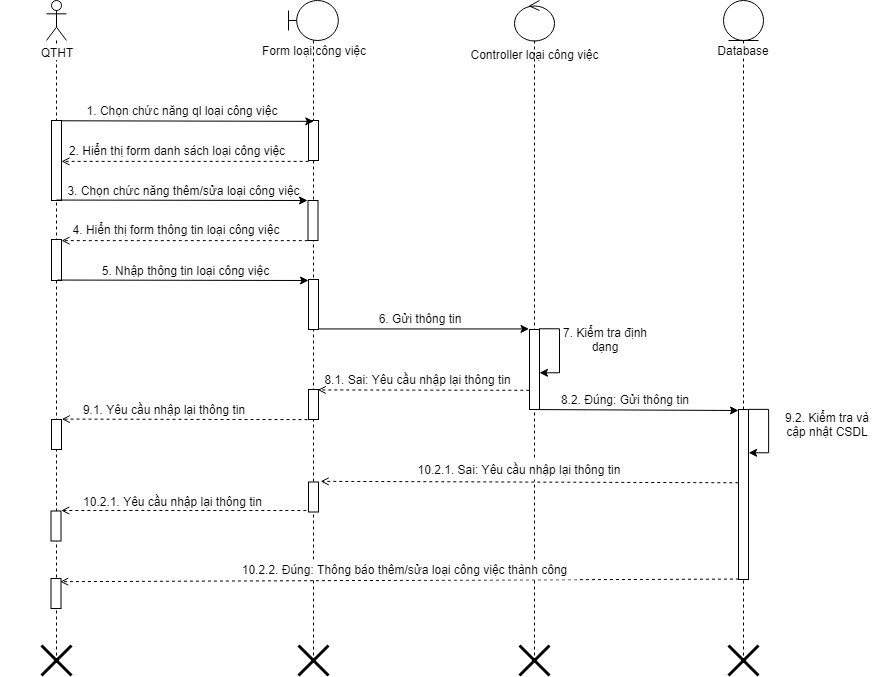 QTHT
Form loại công việc
Controller loại công việc
Database
1. Chọn chức năng ql loại công việc
2. Hiển thị form danh sách loại công việc
3. Chọn chức năng thêm/sửa loại công việc
4. Hiển thị form thông tin loại công việc
5. Nhập thông tin loại công việc
6. Gửi thông tin
7. Kiểm tra định
dạng
8.1. Sai: Yêu cầu nhập lại thông tin
8.2. Đúng: Gửi thông tin
9.1. Yêu cầu nhập lại thông tin
9.2. Kiểm tra và
cập nhật CSDL
10.2.1. Sai: Yêu cầu nhập lại thông tin
10.2.1. Yêu cầu nhập lại thông tin
10.2.2. Đúng: Thông báo thêm/sửa loại công việc thành công